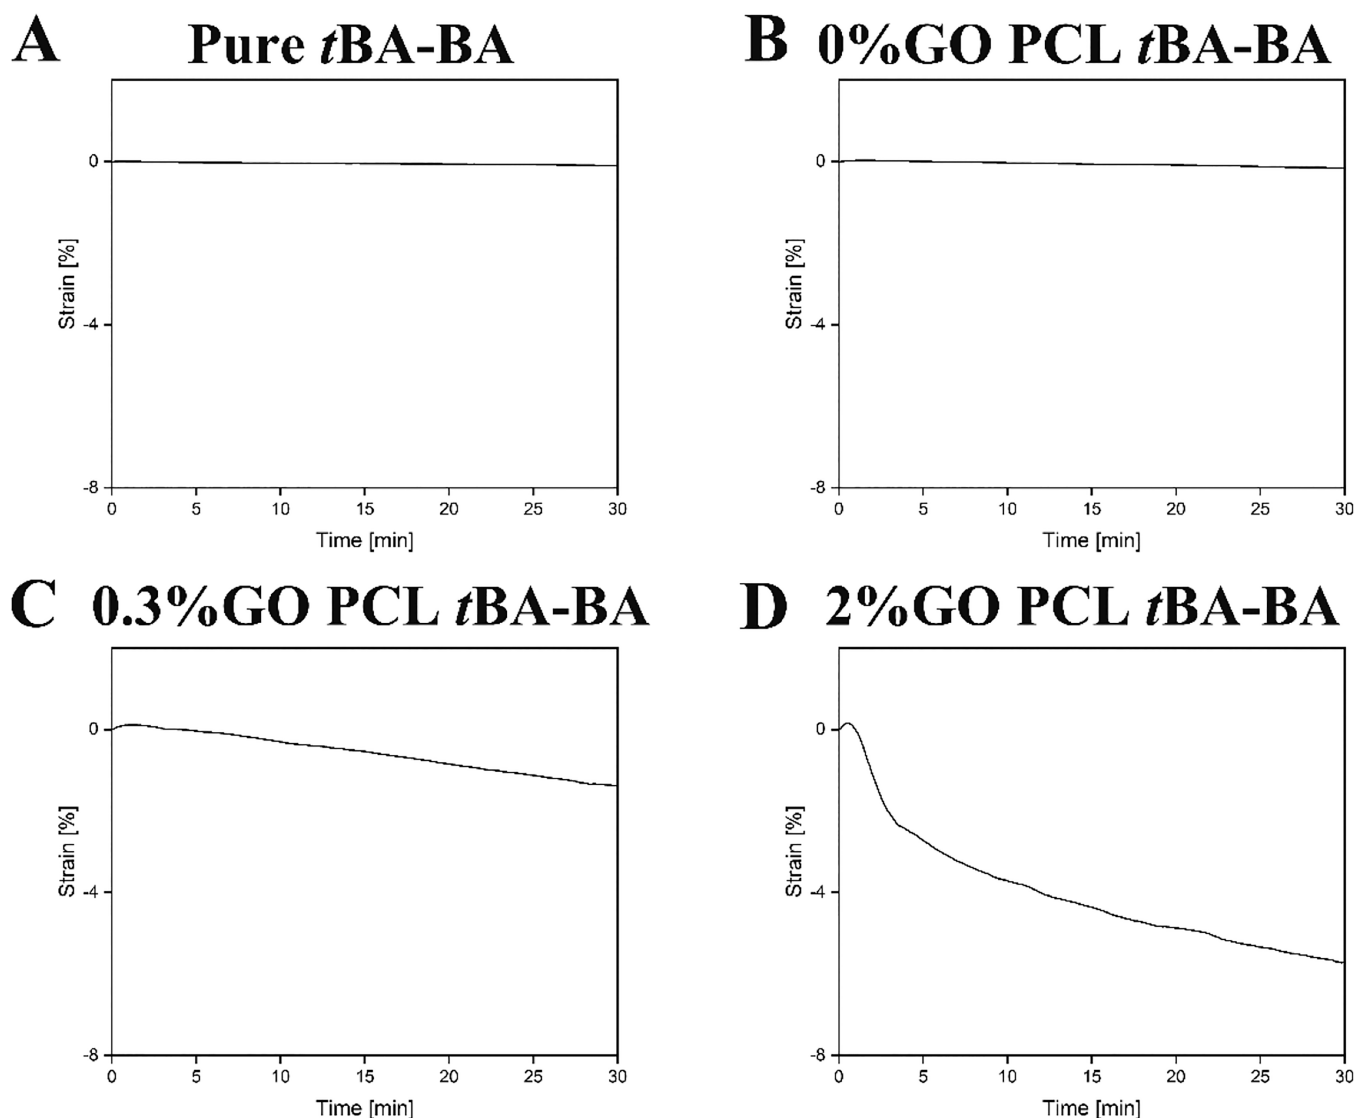 A Pure tBA-BA
0
-4
-8
Strain [%]
0 5 10 15 20 25 30
Time [min]
B 0%GO PCL tBA-BA
0
-4
-8
Strain [%]
0 5 10 15 20 25 30
Time [min]
C 0.3%GO PCL tBA-BA
0
-4
-8
Strain [%]
0 5 10 15 20 25 30
Time [min]
D 2%GO PCL tBA-BA
0
-4
-8
Strain [%]
0 5 10 15 20 25 30
Time [min]